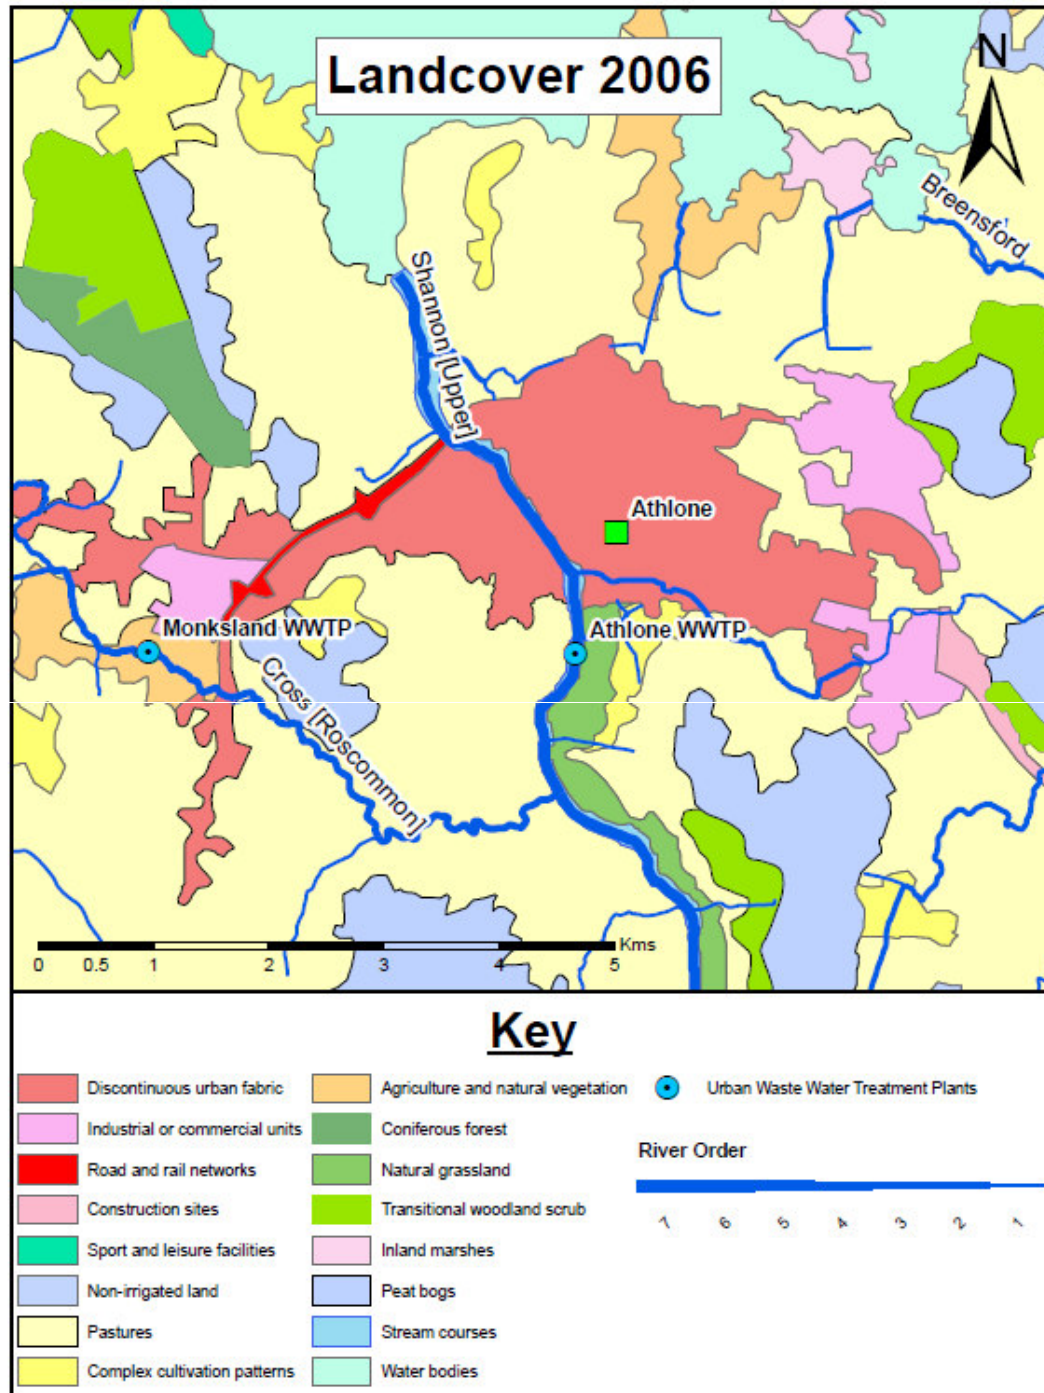 Landcover 2006
N
Breensford
Shannon [Upper]
Athlone
Monksland WWTP
Athlone WWTP
Cross [Roscommon]
Kms
0 0.5 1 2 3 4 5
Key
Discontinuous urban fabric
Industrial or commercial units
Road and rail networks
Construction sites
Sport and leisure facilities
Non-irrigated land
Pastures
Complex cultivation patterns
Agriculture and natural vegetation
Coniferous forest
Natural grassland
Transitional woodland scrub
Inland marshes
Peat bogs
Stream courses
Water bodies
Urban Waste Water Treatment Plants
River Order
7 6 5 4 3 2 1